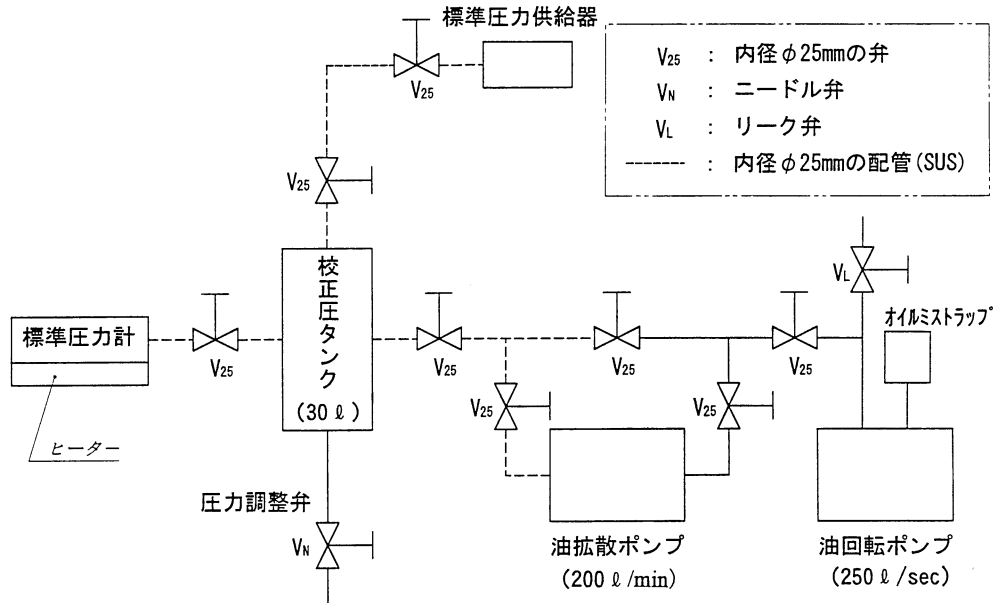 標準圧力供給器
V25 : 内径φ25mmの弁
VN : ニードル弁
VL : リーク弁
------ : 内径φ25mmの配管(SUS)
V25
V25
校正圧タンク
(30ℓ)
標準圧力計
ヒーター
V25
V25
V25
V25
VL
オイルミストラップ
V25
V25
圧力調整弁
VN
油拡散ポンプ
(200ℓ/min)
油回転ポンプ
(250ℓ/sec)